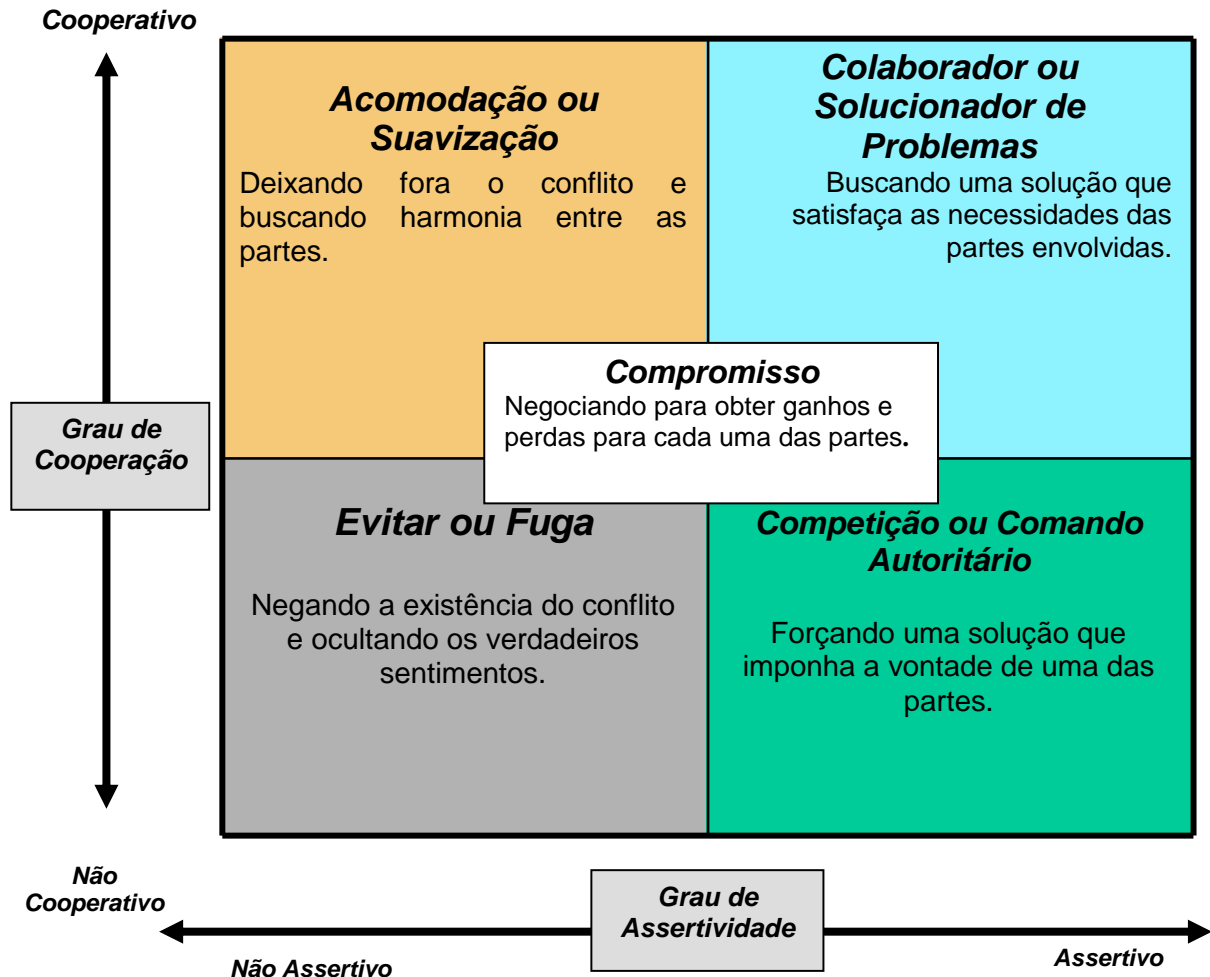 Cooperativo
Acomodação ou
Suavização
Deixando fora o conflito e
buscando harmonia entre as
partes.
Colaborador ou
Solucionador de
Problemas
Buscando uma solução que
satisfaça as necessidades das
partes envolvidas.
Compromisso
Negociando para obter ganhos e
perdas para cada uma das partes.
Grau de
Cooperação
Evitar ou Fuga
Negando a existência do conflito
e ocultando os verdadeiros
sentimentos.
Competição ou Comando
Autoritário
Forçando uma solução que
imponha a vontade de uma das
partes.
Não
Cooperativo
Grau de
Assertividade
Não Assertivo
Assertivo